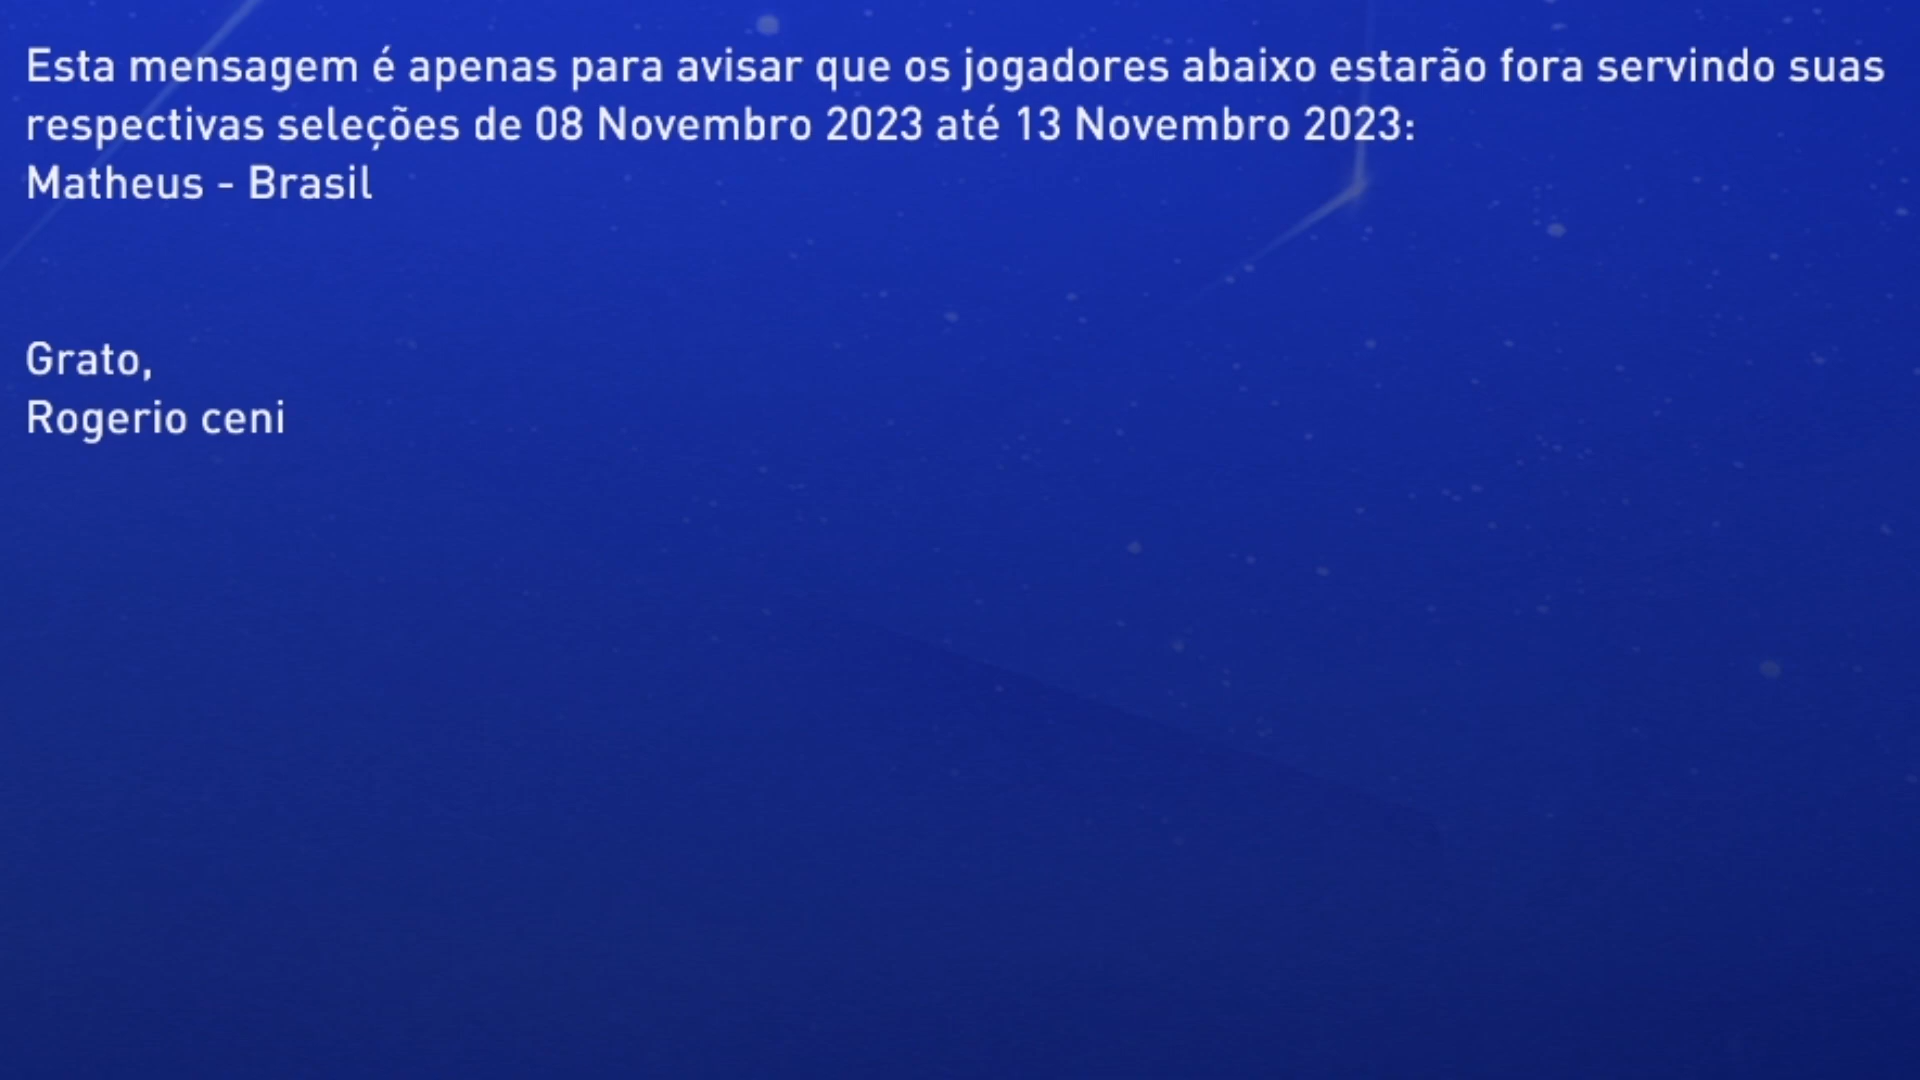 Esta mensagem é apenas para avisar que os jogadores abaixo estarão fora servindo suas
respectivas seleções de 08 Novembro 2023 até 13 Novembro 2023:
Matheus - Brasil
Grato,
Rogerio ceni